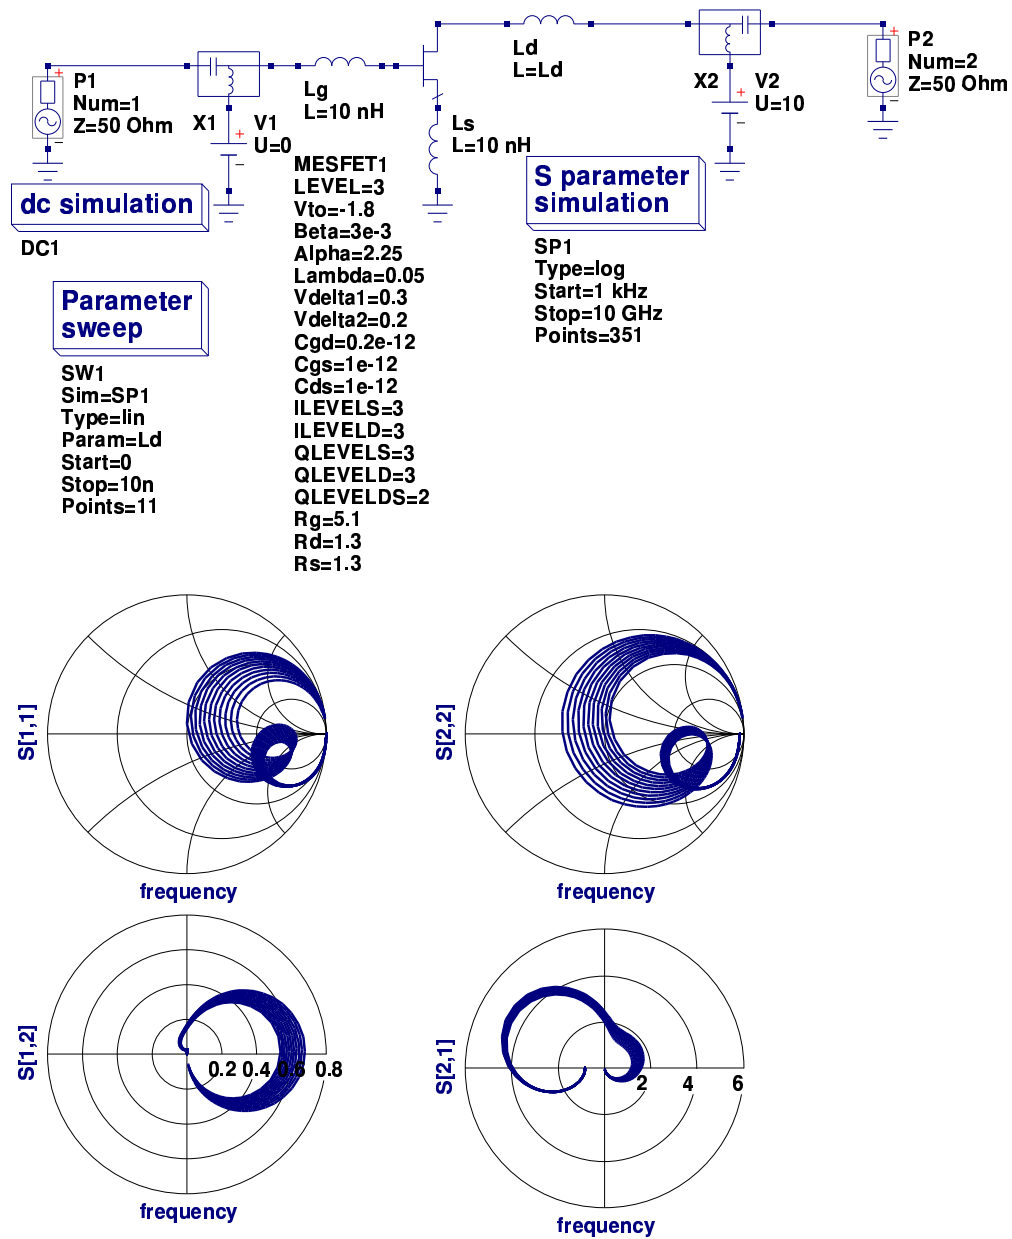 P1
Num=1
Z=50 Ohm
X1
V1
U=0
Lg
L=10 nH
Ld
L=Ld
Ls
L=10 nH
X2
V2
U=10
P2
Num=2
Z=50 Ohm
dc simulation
DC1
Parameter
sweep
SW1
Sim=SP1
Type=lin
Param=Ld
Start=0
Stop=10n
Points=11
MESFET1
LEVEL=3
Vto=-1.8
Beta=3e-3
Alpha=2.25
Lambda=0.05
Vdelta1=0.3
Vdelta2=0.2
Cgd=0.2e-12
Cgs=1e-12
Cds=1e-12
ILEVELS=3
ILEVELD=3
QLEVELS=3
QLEVELD=3
QLEVELDS=2
Rg=5.1
Rd=1.3
Rs=1.3
S parameter
simulation
SP1
Type=log
Start=1 kHz
Stop=10 GHz
Points=351
S[1,1]
frequency
S[2,2]
frequency
S[1,2]
0.2 0.4 0.6 0.8
frequency
S[2,1]
2 4 6
frequency